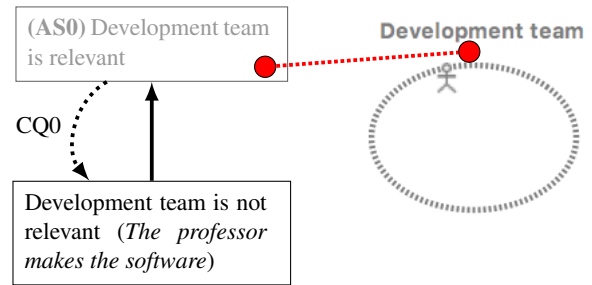 (AS0) Development team
is relevant
Development team
CQ0
Development team is not
relevant (The professor
makes the software)